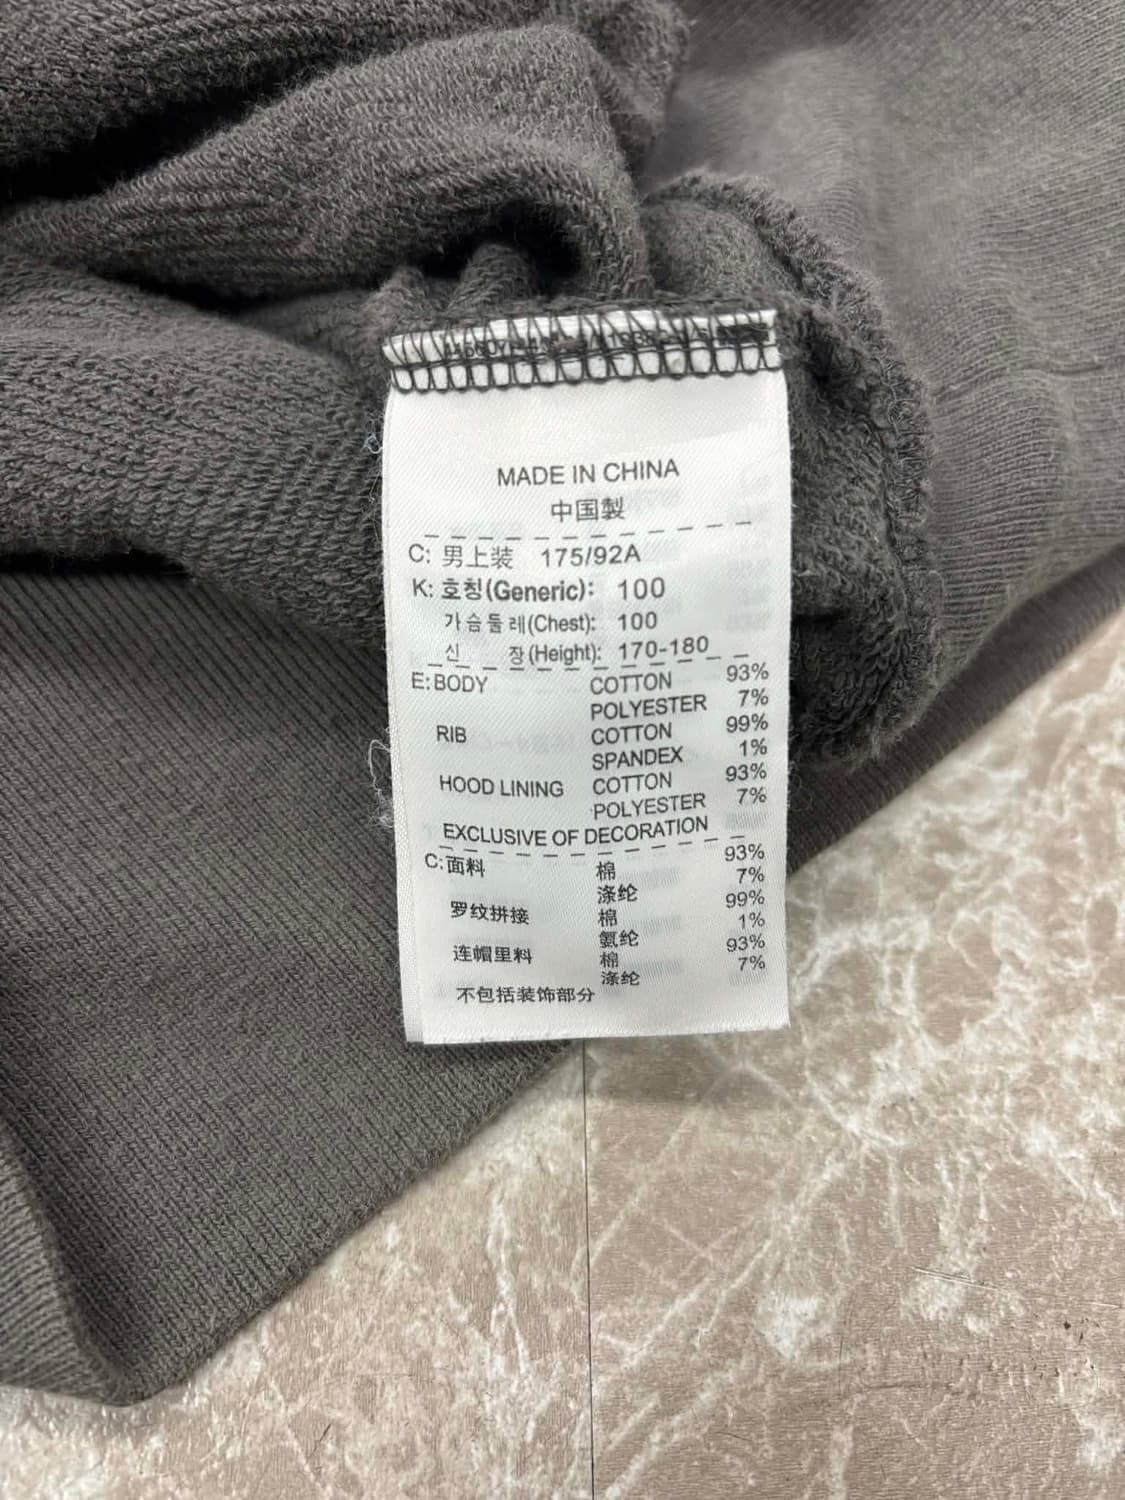 MADE IN CHINA
中国製
C: 男上装 175/92A
K: 호칭(Generic): 100
가슴둘레(Chest): 100
신 장(Height): 170-180
E: BODY COTTON 93%
POLYESTER 7%
RIB COTTON 99%
SPANDEX 1%
HOOD LINING COTTON 93%
POLYESTER 7%
EXCLUSIVE OF DECORATION
C: 面料 棉 93%
涤纶 7%
罗纹拼接 棉 99%
氨纶 1%
连帽里料 棉 93%
涤纶 7%
不包括装饰部分